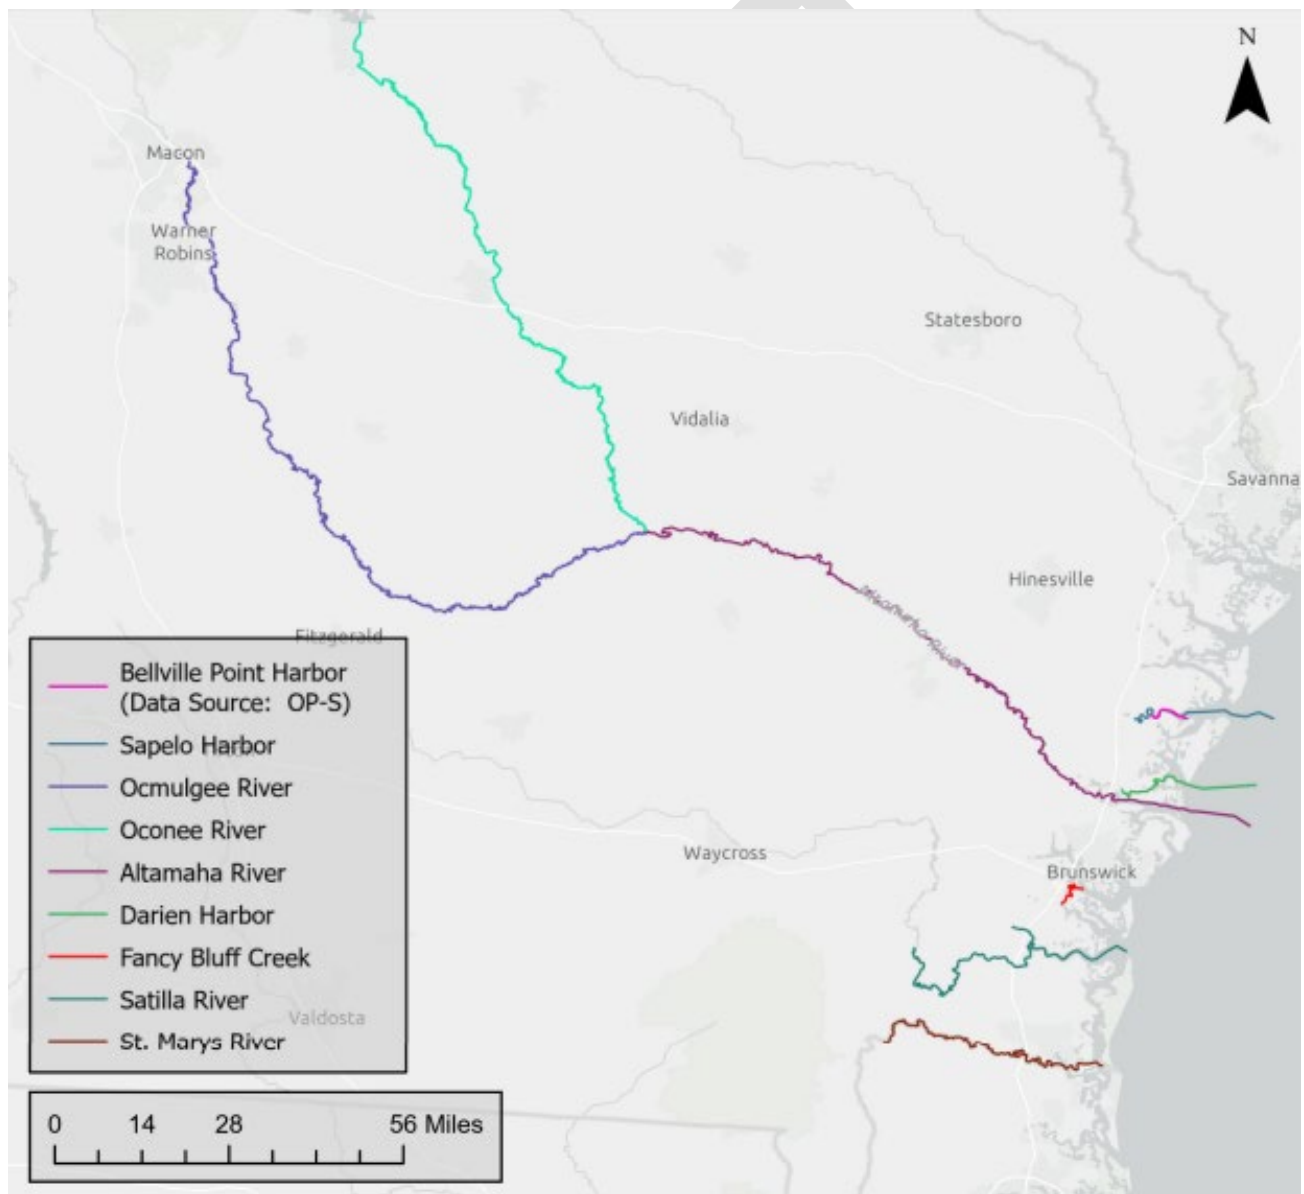 N
Macon
Warner
Robins
Statesboro
Vidalia
Savanna
Hinesville
Altamaha River
Fitzgerald
Bellville Point Harbor
(Data Source: OP-S)
Sapelo Harbor
Ocmulgee River
Oconee River
Altamaha River
Darien Harbor
Fancy Bluff Creek
Satilla River
St. Marys River
Waycross
Brunswick
Valdosta
0 14 28 56 Miles